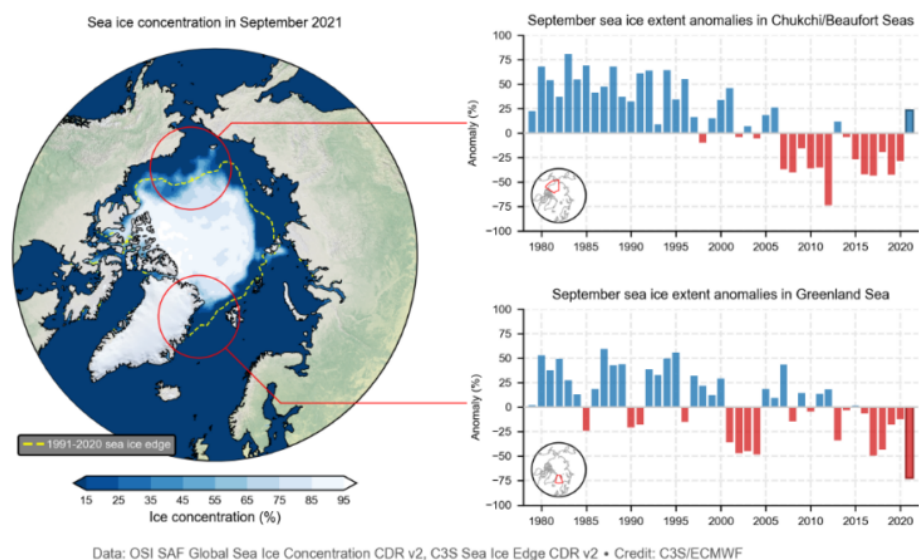 Sea ice concentration in September 2021
1991-2020 sea ice edge
15 25 35 45 55 65 75 85 95
Ice concentration (%)
September sea ice extent anomalies in Chukchi/Beaufort Seas
Anomaly (%)
100
75
50
25
0
−25
−50
−75
−100
1980 1985 1990 1995 2000 2005 2010 2015 2020
September sea ice extent anomalies in Greenland Sea
Anomaly (%)
100
75
50
25
0
−25
−50
−75
−100
1980 1985 1990 1995 2000 2005 2010 2015 2020
Data: OSI SAF Global Sea Ice Concentration CDR v2, C3S Sea Ice Edge CDR v2 • Credit: C3S/ECMWF